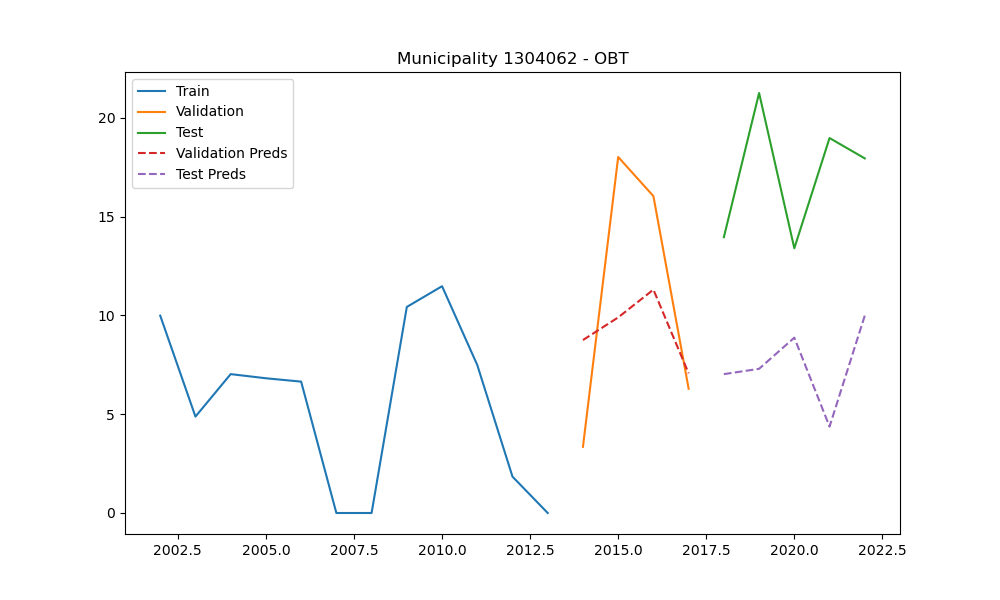 Municipality 1304062 - OBT
Train
Validation
Test
Validation Preds
Test Preds
20
15
10
5
0
2002.5 2005.0 2007.5 2010.0 2012.5 2015.0 2017.5 2020.0 2022.5